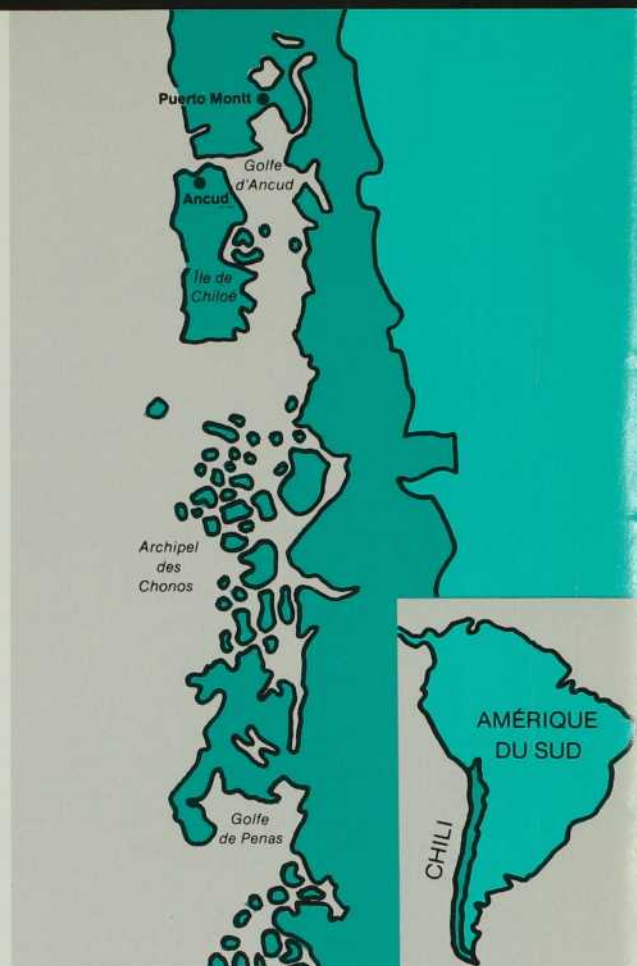 Puerto Montt
Golfe
d'Ancud
Ancud
Île de
Chiloé
Archipel
des
Chonos
Golfe
de Penas
AMÉRIQUE
DU SUD
CHILI